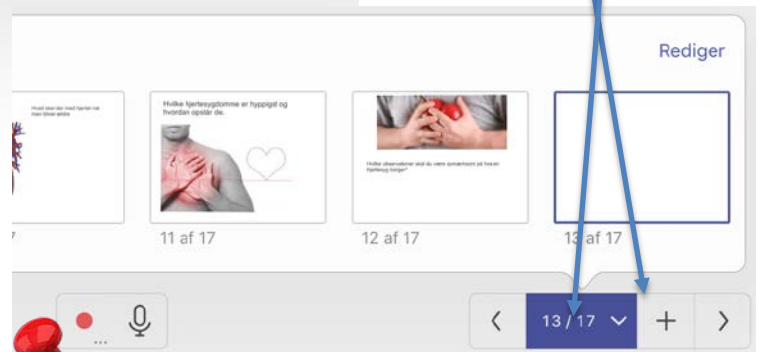 Rediger
Hvad sker der med hjertet når
man bliver ældre
Hvilke hjertesygdomme er hyppigst og
hvordan opstår de.
Hvilke observationer skal du være opmærksom på hos en
hjertesyg borger?
11 af 17
12 af 17
13 af 17
13 / 17